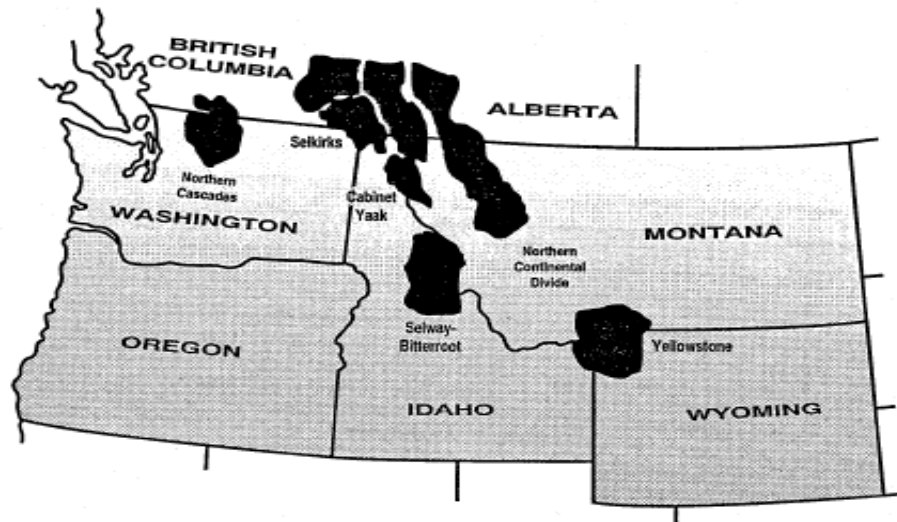 BRITISH
COLUMBIA
ALBERTA
Selkirks
Northern
Cascades
Cabinet
Yaak
WASHINGTON
MONTANA
Northern
Continental
Divide
Selway-
Bitterroot
Yellowstone
OREGON
IDAHO
WYOMING